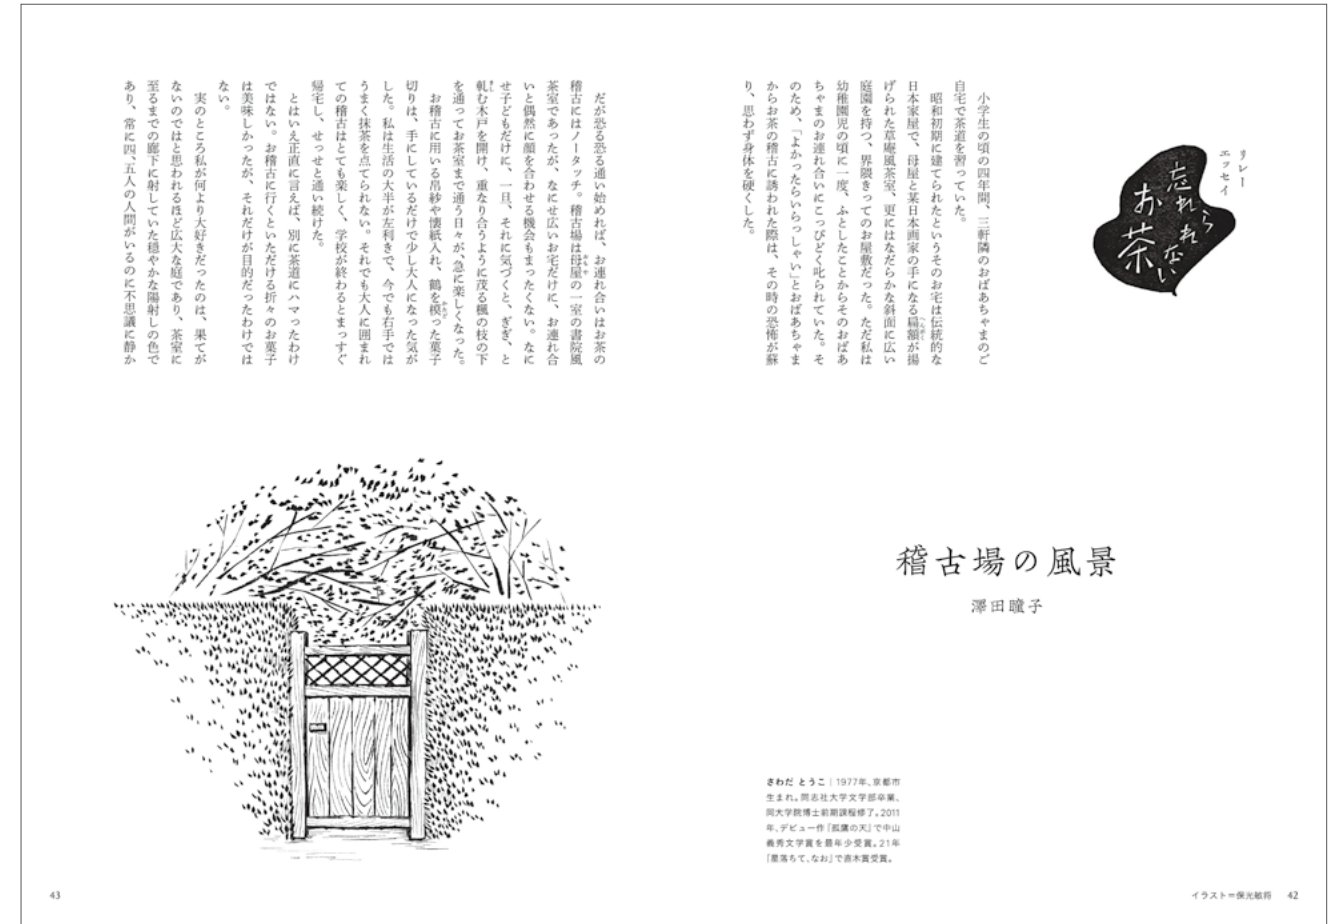 リレー
エッセイ
忘れられない
お茶
稽古場の風景
澤田瞳子
小学生の頃の四年間、三軒隣のおばあちゃまのご
自宅で茶道を習っていた。
昭和初期に建てられたというそのお宅は伝統的な
日本家屋で、母屋と某日本画家の手になる扁額が揚
げられた草庵風茶室、更にはなだらかな斜面に広い
庭園を持つ、界隈きってのお屋敷だった。ただ私は
幼稚園児の頃に一度、ふとしたことからそのおばあ
ちゃまのお連れ合いにこっぴどく叱られていた。そ
のため、「よかったらいらっしゃい」とおばあちゃま
からお茶の稽古に誘われた際は、その時の恐怖が蘇
り、思わず身体を硬くした。
さわだ とうこ｜1977年、京都市
生まれ。同志社大学文学部卒業、
同大学院博士前期課程修了。2011
年、デビュー作『孤鷹の天』で中山
義秀文学賞を最年少受賞。21年
『星落ちて、なお』で直木賞受賞。
イラスト＝保光敏将
42
だが恐る恐る通い始めれば、お連れ合いはお茶の
稽古にはノータッチ。稽古場は母屋の一室の書院風
茶室であったが、なにせ広いお宅だけに、お連れ合
いと偶然に顔を合わせる機会もまったくない。なに
せ子どもだけに、一旦、それに気づくと、ぎぎ、と
軋む木戸を開け、重なり合うように茂る楓の枝の下
を通ってお茶室まで通う日々が、急に楽しくなった。
お稽古に用いる帛紗や懐紙入れ、鶴を模った菓子
切りは、手にしているだけで少し大人になった気が
した。私は生活の大半が左利きで、今でも右手では
うまく抹茶を点てられない。それでも大人に囲まれ
ての稽古はとても楽しく、学校が終わるとまっすぐ
帰宅し、せっせと通い続けた。
とはいえ正直に言えば、別に茶道にハマったわけ
ではない。お稽古に行くといただける折々のお菓子
は美味しかったが、それだけが目的だったわけでは
ない。
実のところ私が何より大好きだったのは、果てが
ないのではと思われるほど広大な庭であり、茶室に
至るまでの廊下に射していた穏やかな陽射しの色で
あり、常に四、五人の人間がいるのに不思議に静か
43